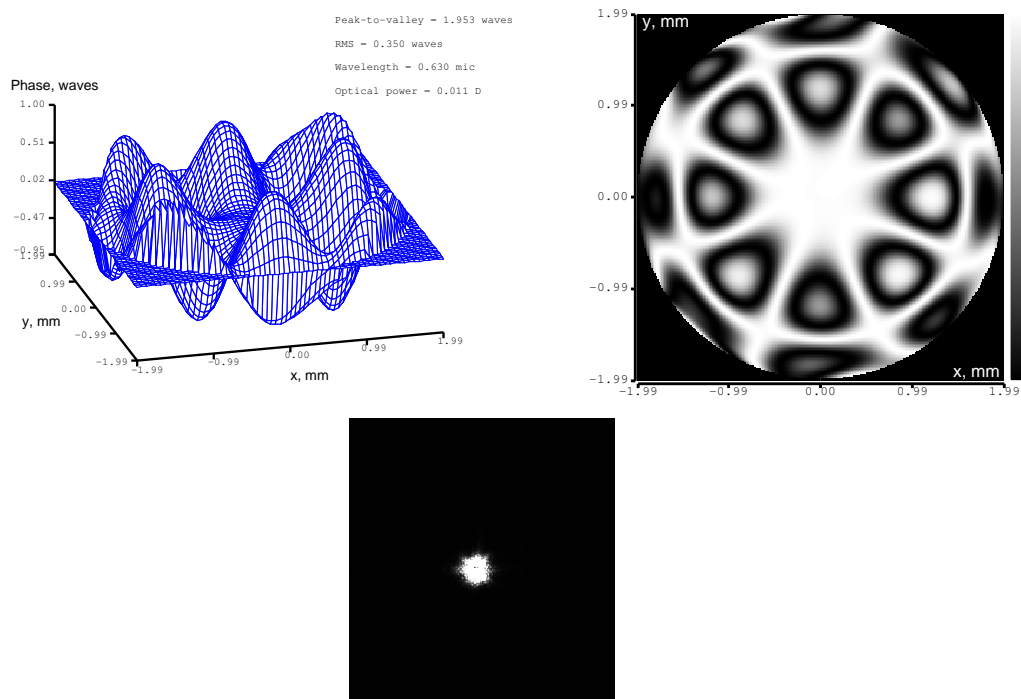 Peak-to-valley = 1.953 waves
RMS = 0.350 waves
Wavelength = 0.630 mic
Optical power = 0.011 D
Phase, waves
1.00
0.51
0.02
-0.47
-0.95
1.99
0.99
0.00
-0.99
-1.99
y, mm
-1.99
-0.99
0.00
0.99
1.99
x, mm
y, mm
1.99
0.99
0.00
-0.99
-1.99
x, mm
-1.99
-0.99
0.00
0.99
1.99